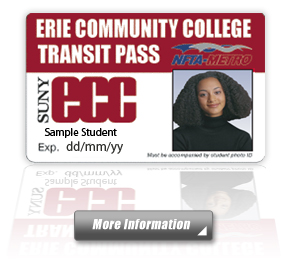 ERIE COMMUNITY COLLEGE
TRANSIT PASS
NFTA-METRO
SUNY ecc
Sample Student
Exp. dd/mm/yy
Must be accompanied by student photo ID
More Information